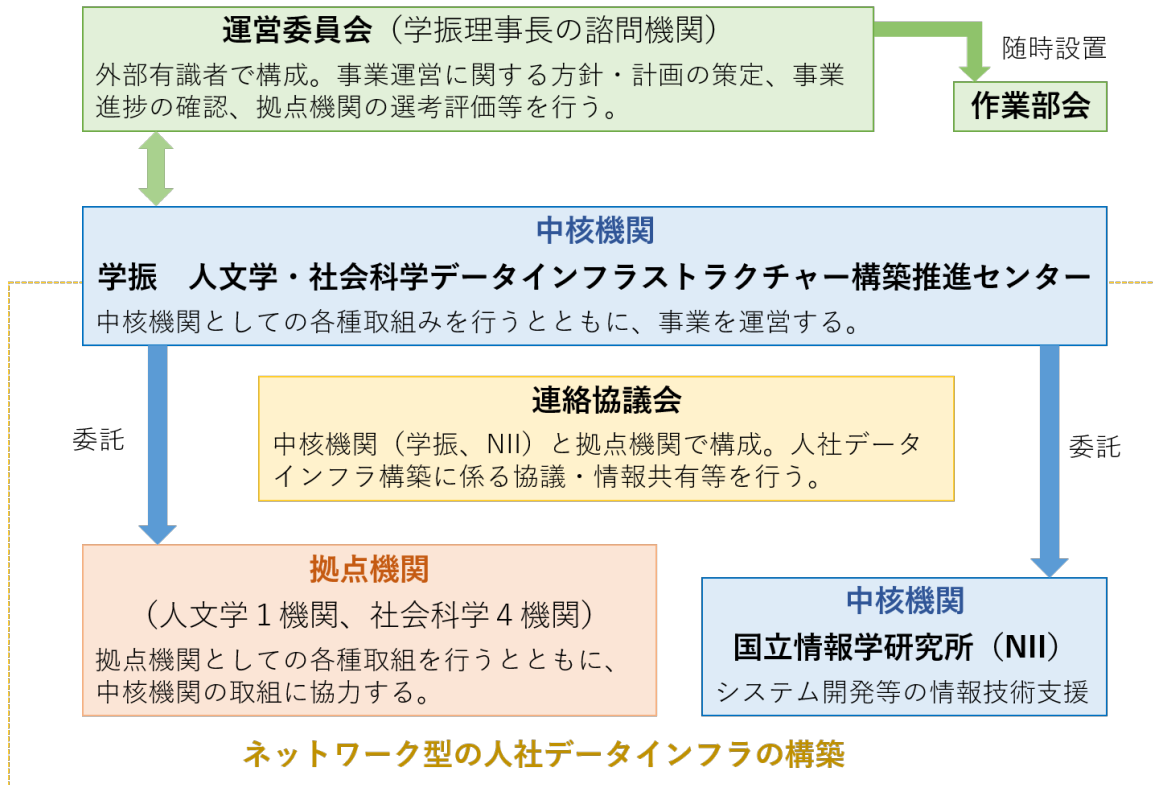 運営委員会（学振理事長の諮問機関）
外部有識者で構成。事業運営に関する方針・計画の策定、事業
進捗の確認、拠点機関の選考評価等を行う。
随時設置
作業部会
中核機関
学振　人文学・社会科学データインフラストラクチャー構築推進センター
中核機関としての各種取組みを行うとともに、事業を運営する。
委託
連絡協議会
中核機関（学振、NII）と拠点機関で構成。人社データ
インフラ構築に係る協議・情報共有等を行う。
委託
拠点機関
（人文学１機関、社会科学４機関）
拠点機関としての各種取組を行うとともに、
中核機関の取組に協力する。
中核機関
国立情報学研究所（NII）
システム開発等の情報技術支援
ネットワーク型の人社データインフラの構築